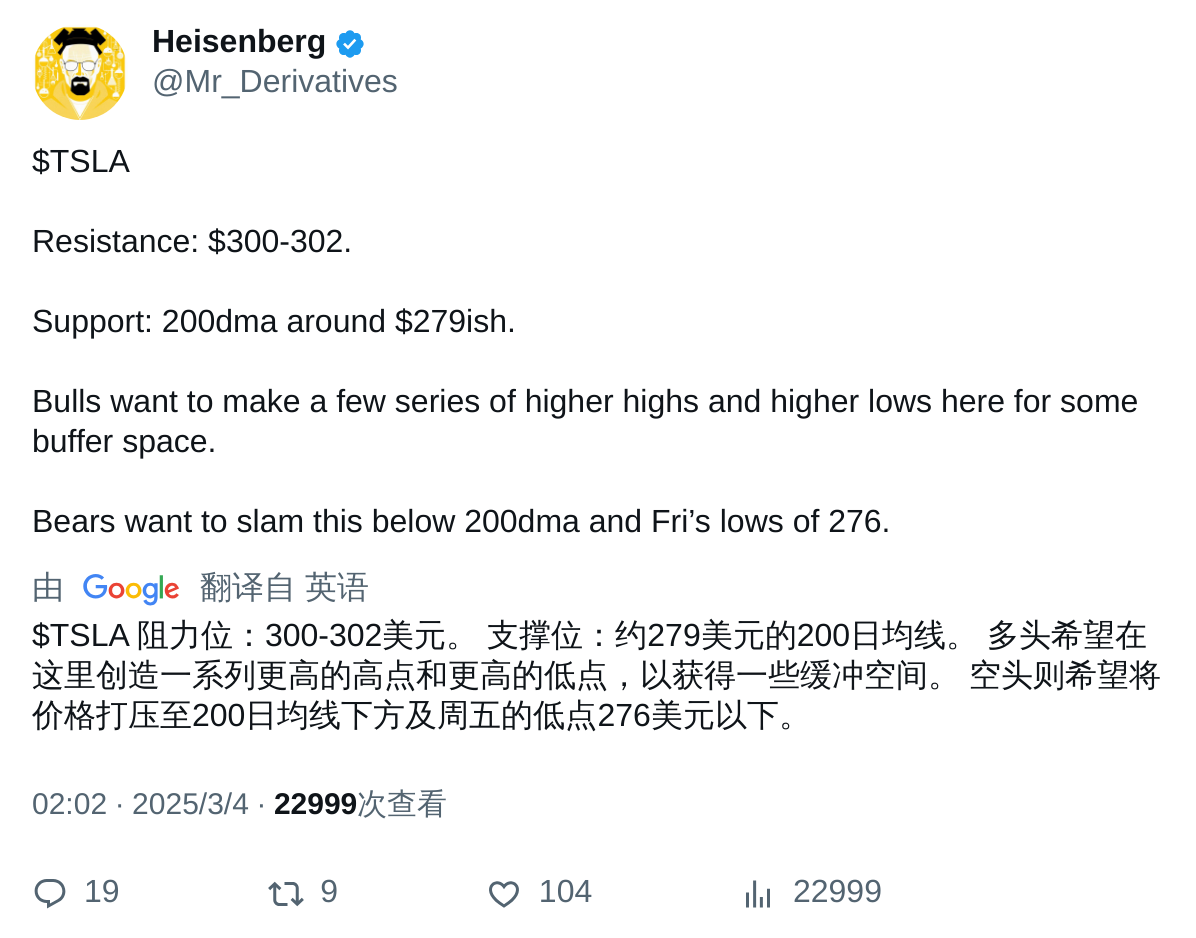 Heisenberg
@Mr_Derivatives
$TSLA
Resistance: $300-302.
Support: 200dma around $279ish.
Bulls want to make a few series of higher highs and higher lows here for some
buffer space.
Bears want to slam this below 200dma and Fri’s lows of 276.
由 Google 翻译自 英语
$TSLA 阻力位：300-302美元。 支撑位：约279美元的200日均线。 多头希望在
这里创造一系列更高的高点和更高的低点，以获得一些缓冲空间。 空头则希望将
价格打压至200日均线下方及周五的低点276美元以下。
02:02 · 2025/3/4 · 22999次查看
19 9 104 22999